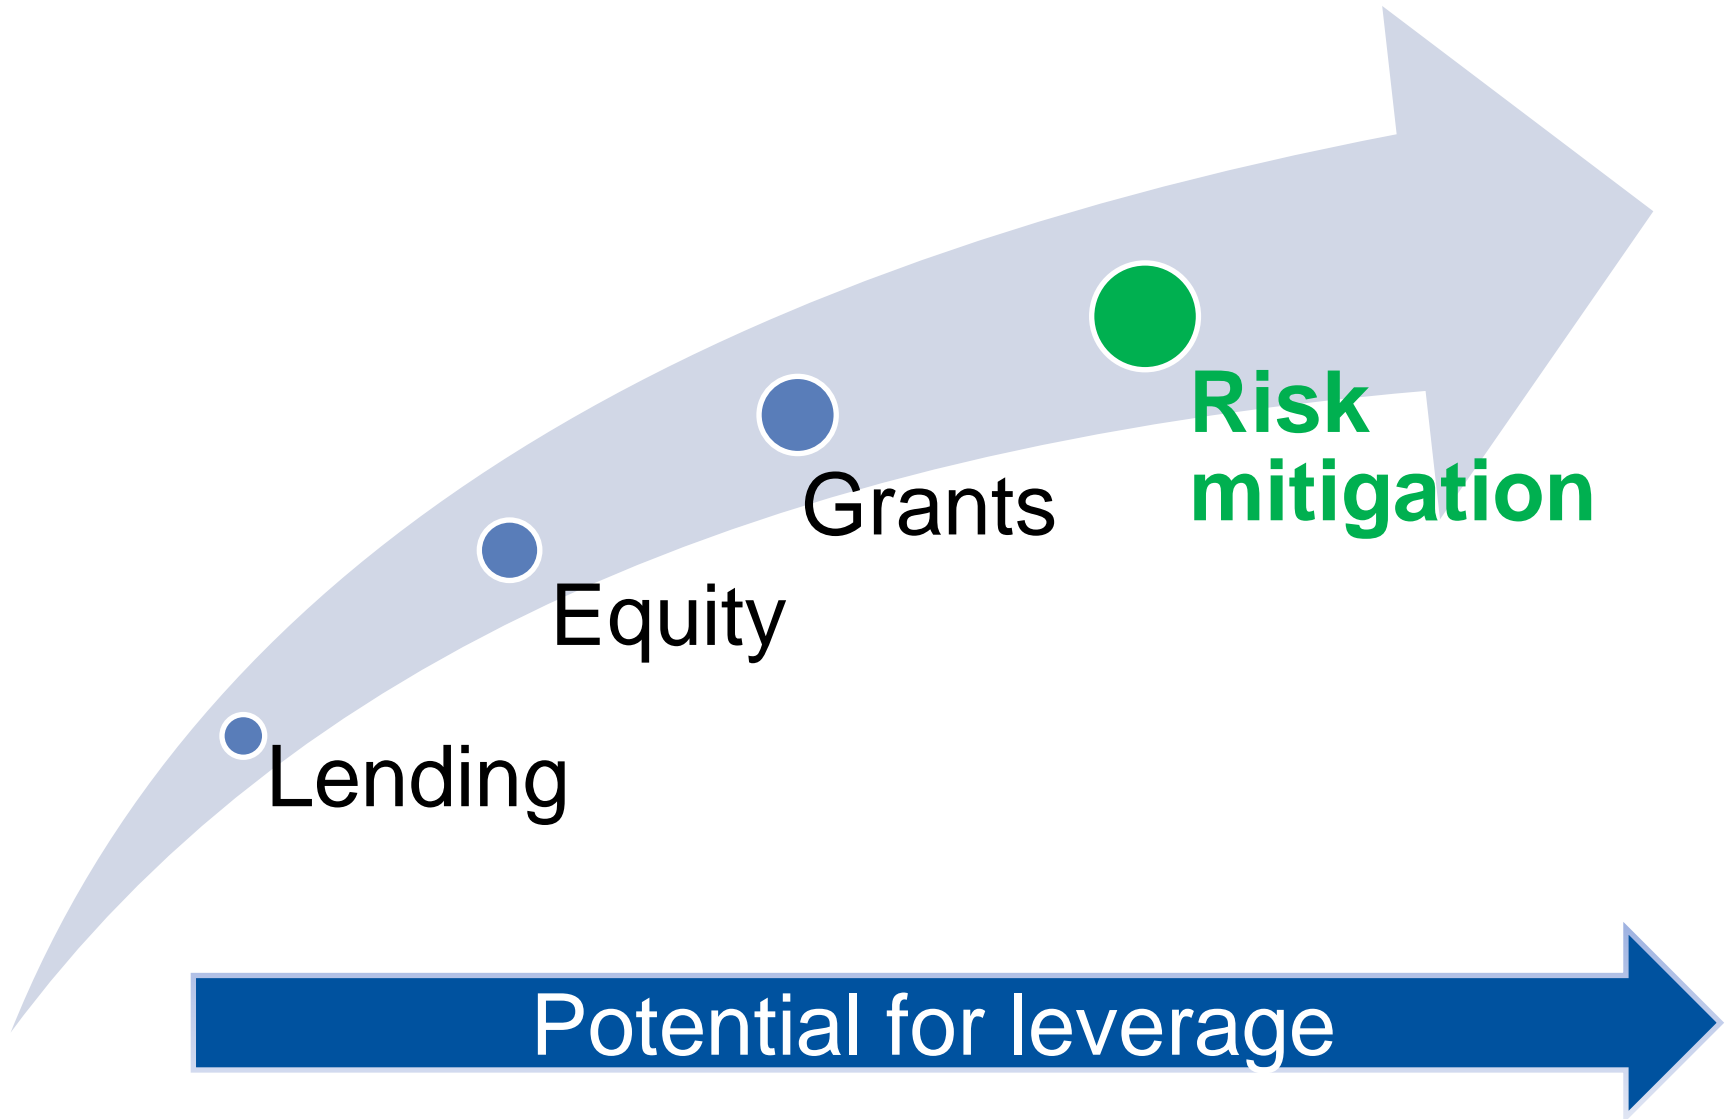 Risk
mitigation
Grants
Equity
Lending
Potential for leverage